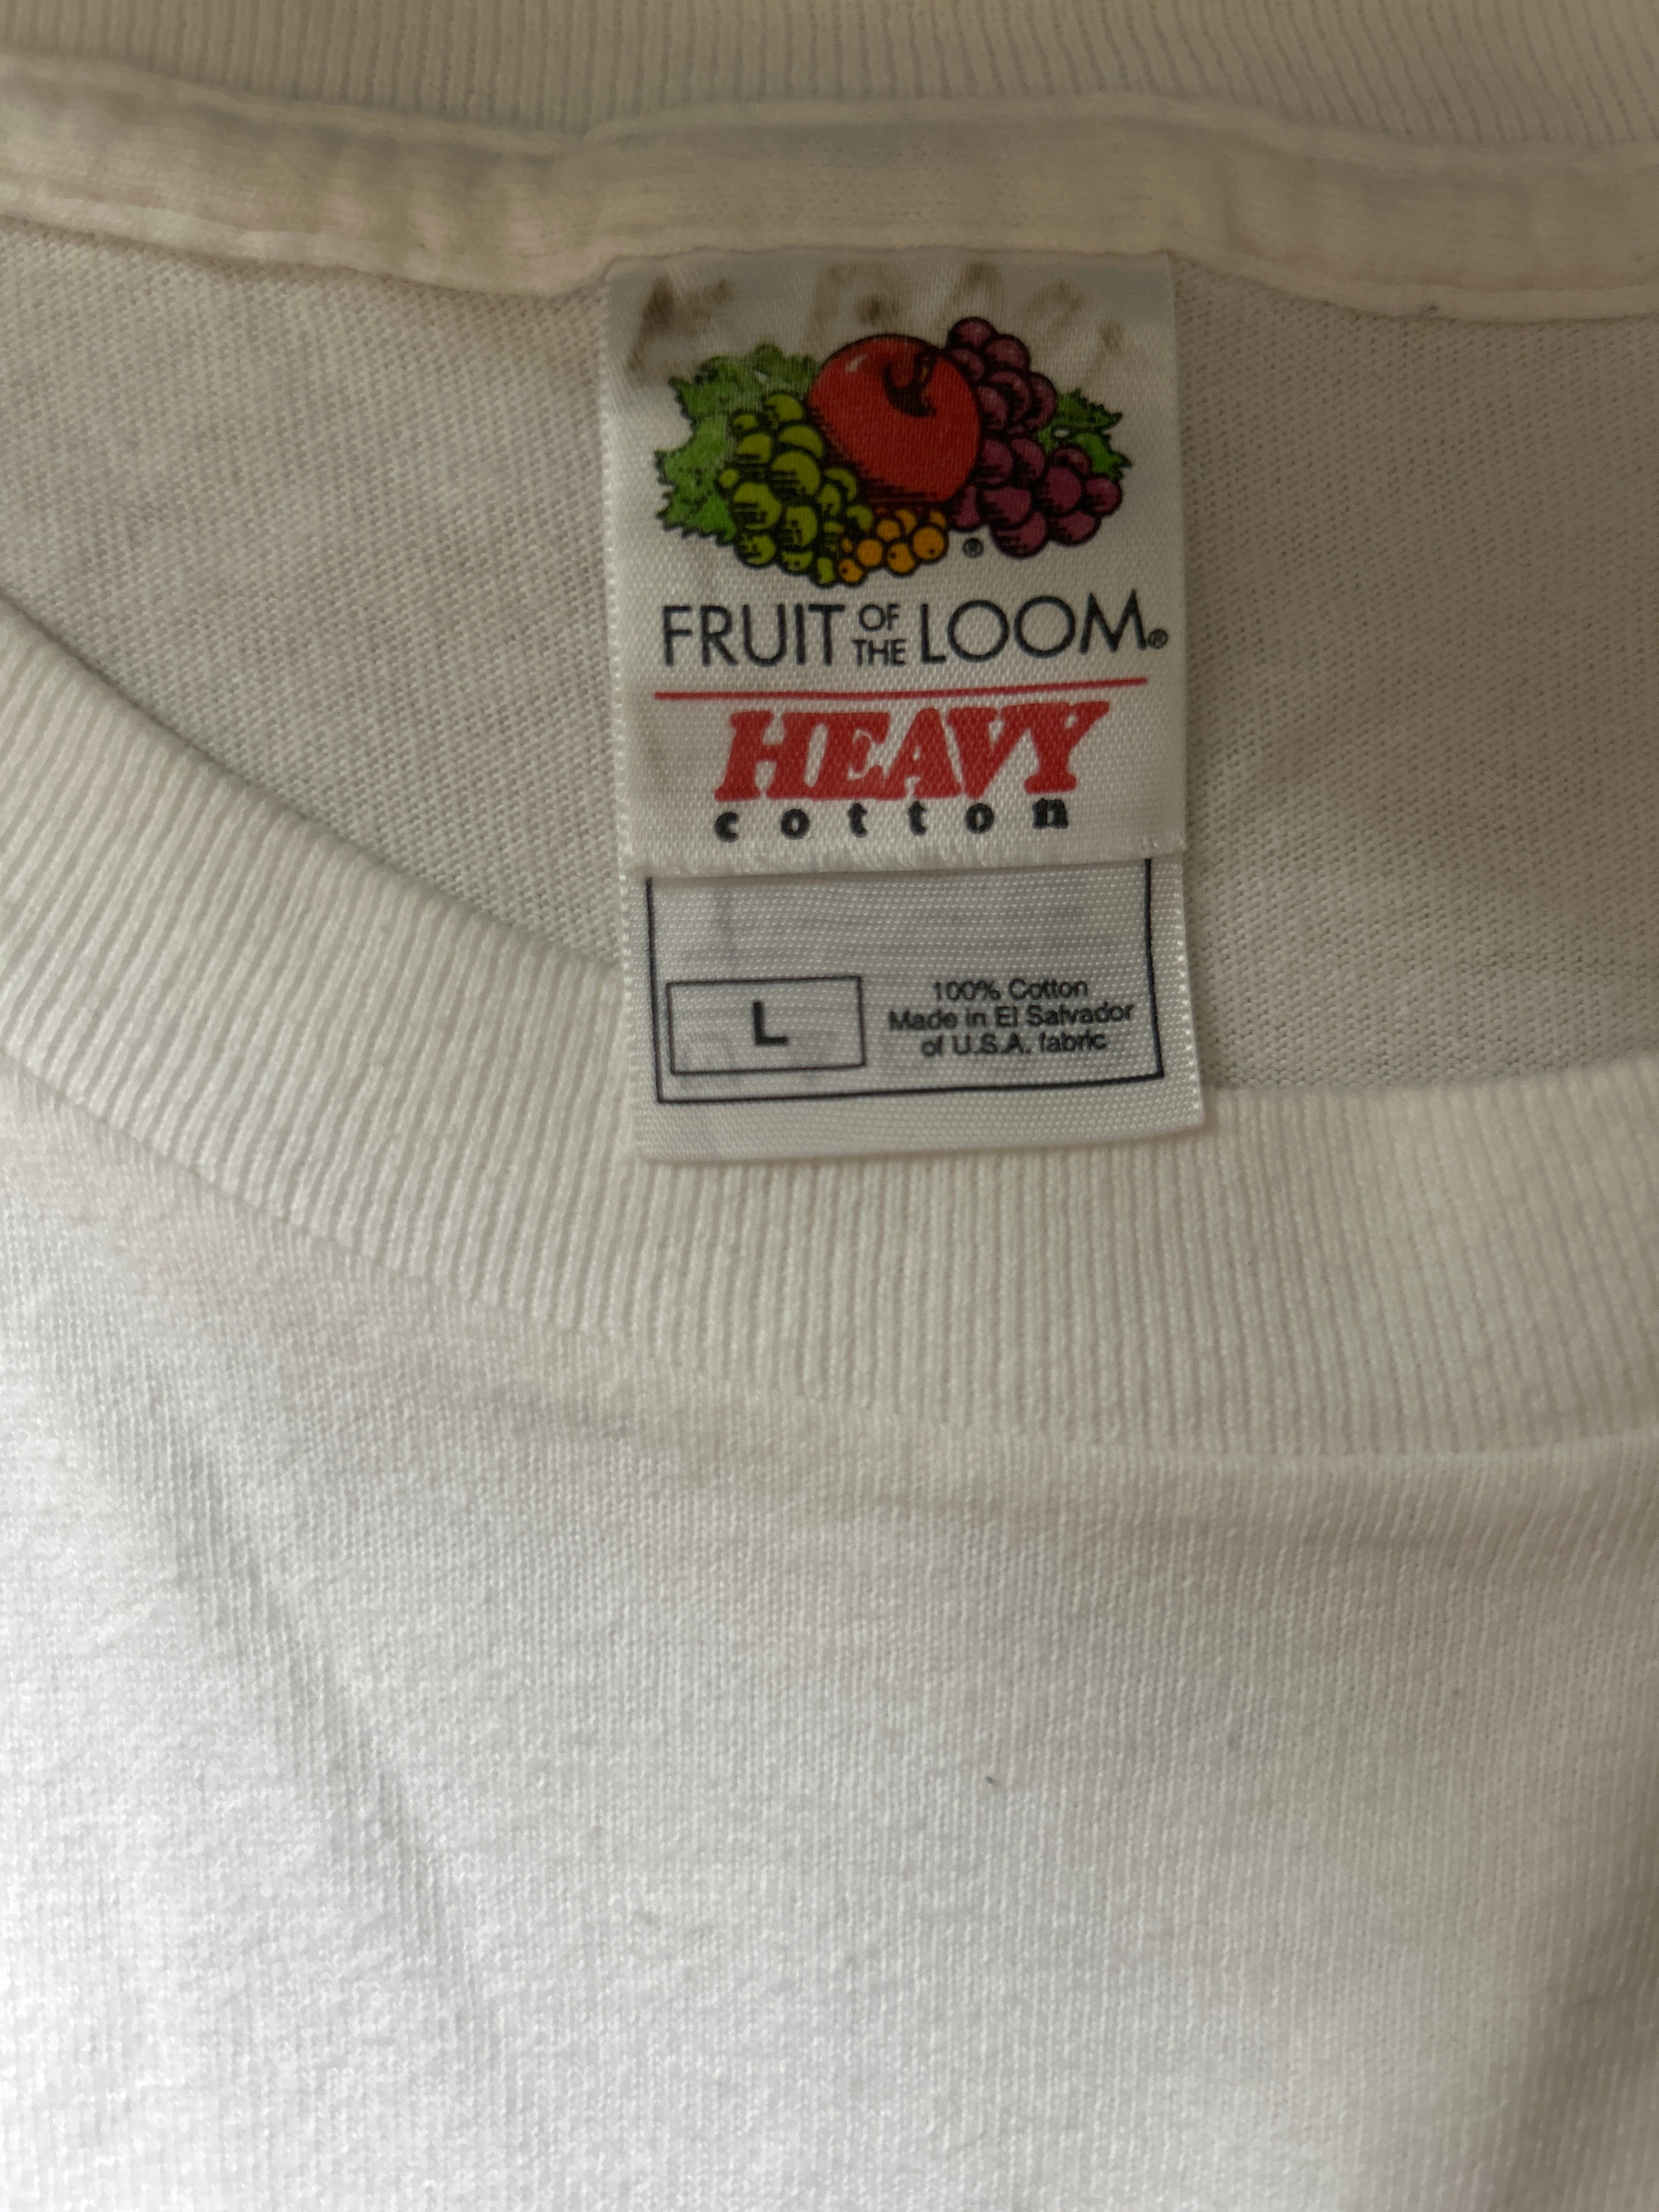 FRUIT OF THE LOOM®
HEAVY
cotton
L
100% Cotton
Made in El Salvador
of U.S.A. fabric